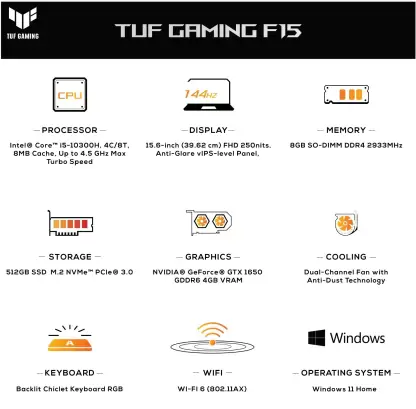 TUF GAMING
TUF GAMING F15
CPU
144HZ
PROCESSOR
Intel® Core™ i5-10300H, 4C/8T,
8MB Cache, Up to 4.5 GHz Max
Turbo Speed
DISPLAY
15.6-inch (39.62 cm) FHD 250nits,
Anti-Glare vIPS-level Panel,
MEMORY
8GB SO-DIMM DDR4 2933MHz
STORAGE
512GB SSD M.2 NVMe™ PCIe® 3.0
GRAPHICS
NVIDIA® GeForce® GTX 1650
GDDR6 4GB VRAM
COOLING
Dual-Channel Fan with
Anti-Dust Technology
A
KEYBOARD
Backlit Chiclet Keyboard RGB
WIFI
WI-FI 6 (802.11AX)
Windows
OPERATING SYSTEM
Windows 11 Home